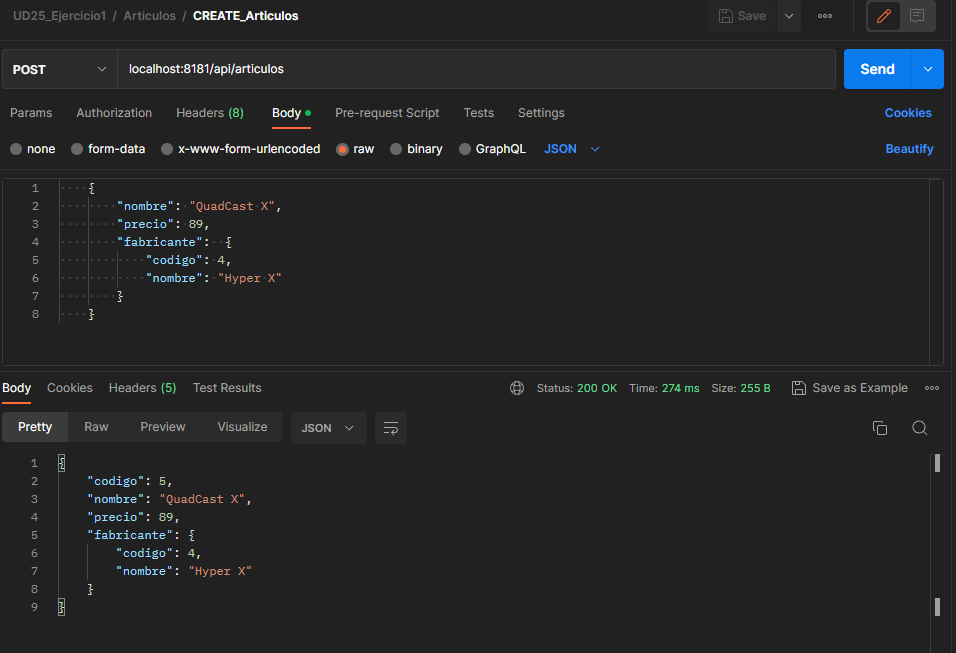 UD25_Ejercicio1 / Articulos / CREATE_Articulos Save
POST localhost:8181/api/articulos Send
Params Authorization Headers (8) Body Pre-request Script Tests Settings Cookies
none form-data x-www-form-urlencoded raw binary GraphQL JSON Beautify
1 {
2 "nombre": "QuadCast X",
3 "precio": 89,
4 "fabricante": {
5 "codigo": 4,
6 "nombre": "Hyper X"
7 }
8 }
Body Cookies Headers (5) Test Results Status: 200 OK Time: 274 ms Size: 255 B Save as Example
Pretty Raw Preview Visualize JSON
1 {
2 "codigo": 5,
3 "nombre": "QuadCast X",
4 "precio": 89,
5 "fabricante": {
6 "codigo": 4,
7 "nombre": "Hyper X"
8 }
9 }